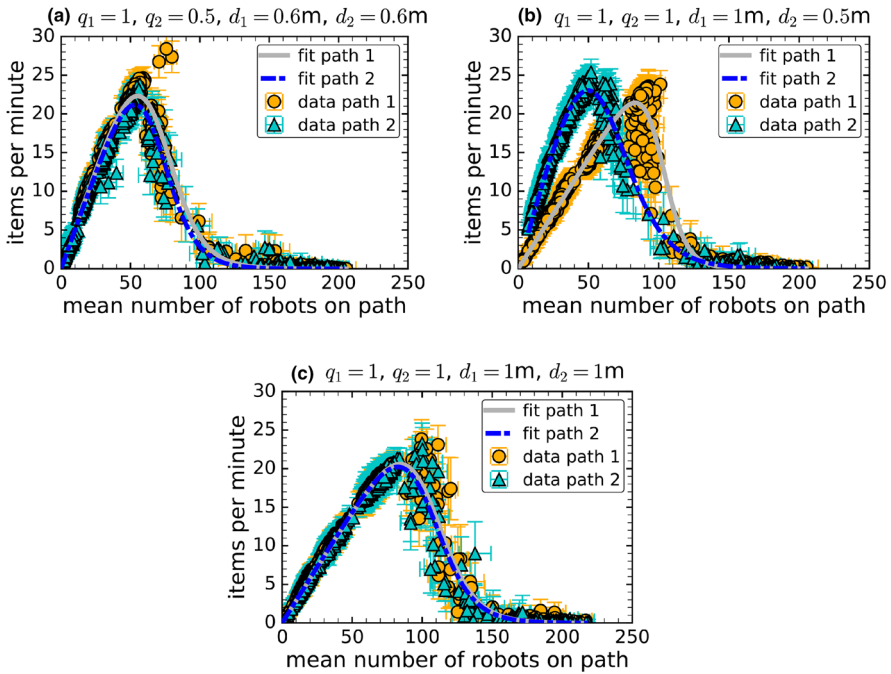 (a) q₁ = 1, q₂ = 0.5, d₁ = 0.6m, d₂ = 0.6m
30
25
20
15
10
5
0
items per minute
fit path 1
fit path 2
data path 1
data path 2
0 50 100 150 200 250
mean number of robots on path
(b) q₁ = 1, q₂ = 1, d₁ = 1m, d₂ = 0.5m
30
25
20
15
10
5
0
items per minute
fit path 1
fit path 2
data path 1
data path 2
0 50 100 150 200 250
mean number of robots on path
(c) q₁ = 1, q₂ = 1, d₁ = 1m, d₂ = 1m
30
25
20
15
10
5
0
items per minute
fit path 1
fit path 2
data path 1
data path 2
0 50 100 150 200 250
mean number of robots on path